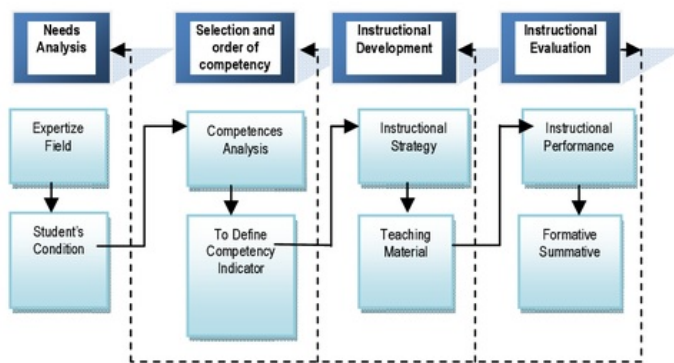 Needs
Analysis
Selection and
order of
competency
Instructional
Development
Instructional
Evaluation
Expertize
Field
Competences
Analysis
Instructional
Strategy
Instructional
Performance
Student's
Condition
To Define
Competency
Indicator
Teaching
Material
Formative
Summative